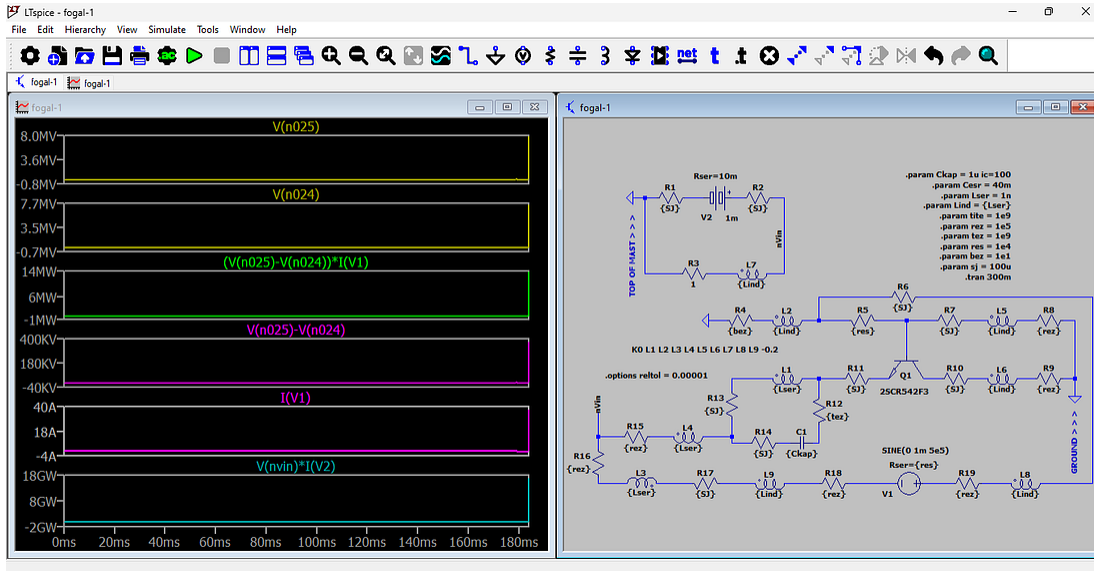 LTspice - fogal-1
File Edit Hierarchy View Simulate Tools Window Help
ac
net t .t
fogal-1 fogal-1
fogal-1
V(n025)
8.0MV
3.6MV
-0.8MV
V(n024)
7.7MV
3.5MV
-0.7MV
(V(n025)-V(n024))*I(V1)
14MW
6MW
-1MW
V(n025)-V(n024)
400KV
180KV
-40KV
I(V1)
40A
18A
-4A
V(nvin)*I(V2)
18GW
8GW
-2GW
0ms 20ms 40ms 60ms 80ms 100ms 120ms 140ms 160ms 180ms
fogal-1
.param Ckap = 1u ic=100
.param Cesr = 40m
.param Lser = 1n
.param Lind = {Lser}
.param tite = 1e9
.param rez = 1e5
.param tez = 1e9
.param res = 1e4
.param bez = 1e1
.param sj = 100u
.tran 300m
Rser=10m
R1 + R2
{SJ} V2 1m {SJ}
nVin
TOP OF MAST > > > >
R3 L7
1 {Lind}
R6
{SJ}
R4 L2 R5 R7 L5 R8
{bez} {Lind} {res} {SJ} {Lind} {rez}
K0 L1 L2 L3 L4 L5 L6 L7 L8 L9 -0.2
.options reltol = 0.00001
L1 R11 Q1 R10 L6 R9
{Lser} {SJ} 2SCR542F3 {SJ} {Lind} {rez}
R13
{SJ}
R12
{tez}
nVin
R15 L4 R14 C1
{rez} {Lser} {SJ} {Ckap}
R16
{rez}
GROUND > > > >
SINE(0 1m 5e5)
Rser={res}
L3 R17 L9 R18 V1 R19 L8
{Lser} {SJ} {Lind} {rez} {rez} {Lind}